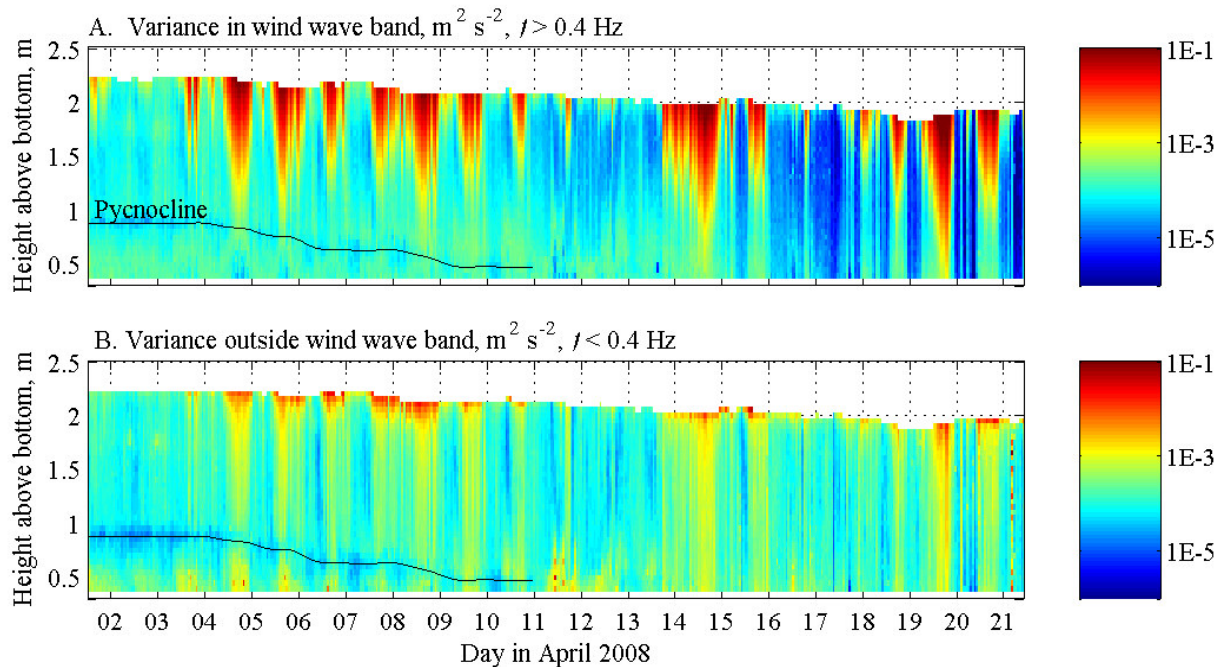 A. Variance in wind wave band, m² s⁻², f > 0.4 Hz
Height above bottom, m
2.5
2
1.5
1
0.5
Pycnocline
1E-1
1E-3
1E-5
B. Variance outside wind wave band, m² s⁻², f < 0.4 Hz
Height above bottom, m
2.5
2
1.5
1
0.5
1E-1
1E-3
1E-5
02 03 04 05 06 07 08 09 10 11 12 13 14 15 16 17 18 19 20 21
Day in April 2008